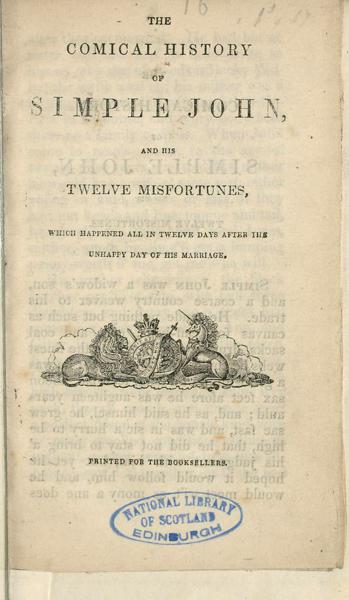 THE
COMICAL HISTORY
OF
SIMPLE JOHN,
AND HIS
TWELVE MISFORTUNES,
WHICH HAPPENED ALL IN TWELVE DAYS AFTER THE
UNHAPPY DAY OF HIS MARRIAGE.
PRINTED FOR THE BOOKSELLERS.
NATIONAL LIBRARY
OF SCOTLAND
EDINBURGH